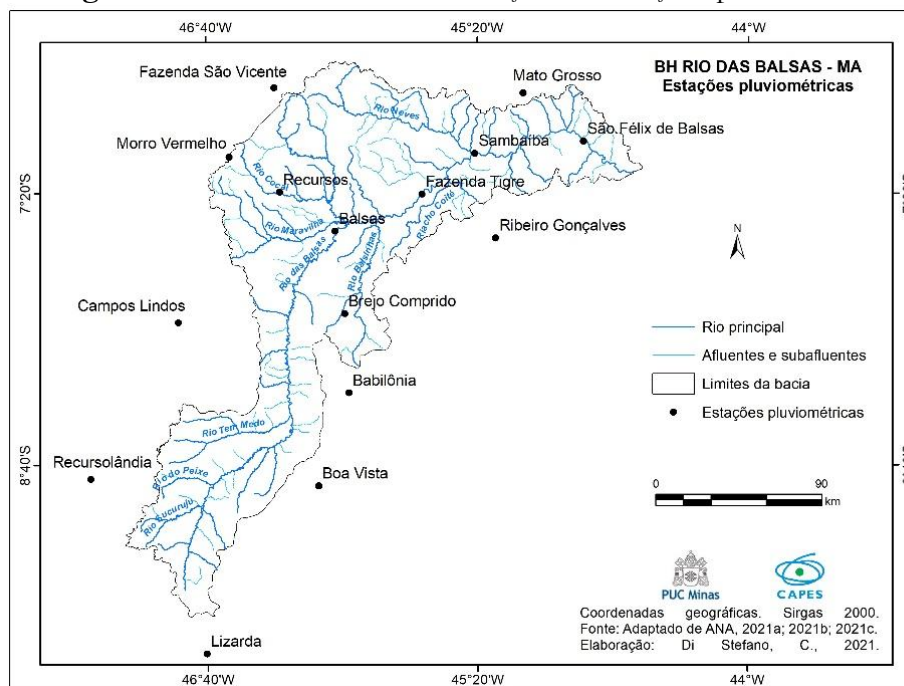 46°40'
45°20'
44°W
BH RIO DAS BALSAS - MA
Estações pluviométricas
Fazenda São Vicente
Mato Grosso
Rio Neves
São Félix de Balsas
Sambaíba
Morro Vermelho
Rio Cocal
Recursos
Fazenda Tigre
7°20'S
Riacho Coité
Rio Maravilha
Balsas
Ribeiro Gonçalves
Rio das Balsas
Rio Balsinhas
N
Campos Lindos
Brejo Comprido
Rio principal
Afluentes e subafluentes
Limites da bacia
Estações pluviométricas
Babilônia
Rio Tem Medo
Recursolândia
8°40'S
Rio do Peixe
Boa Vista
0 90
km
Rio Sucuruju
PUC Minas
CAPES
Coordenadas geográficas. Sirgas 2000.
Fonte: Adaptado de ANA, 2021a; 2021b; 2021c.
Elaboração: Di Stefano, C., 2021.
Lizarda
46°40'
45°20'
44°W